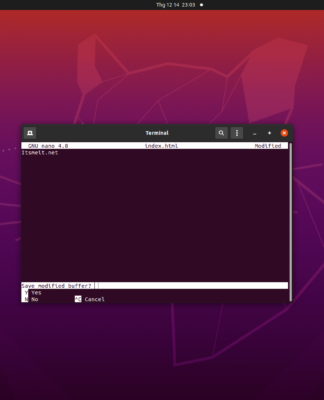 Thg 12 14 23:03
Terminal
GNU nano 4.8 index.html Modified
Itsmeit.net
Save modified buffer?
Y Yes
N No ^C Cancel